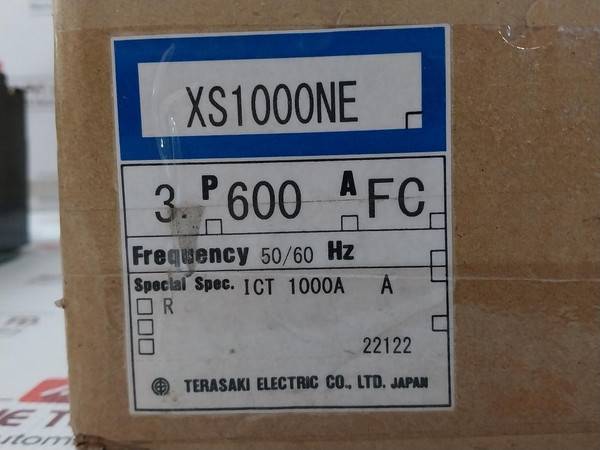 XS1000NE
3 P 600 A FC
Frequency 50/60 Hz
Special Spec. ICT 1000A A
R
22122
TERASAKI ELECTRIC CO., LTD. JAPAN